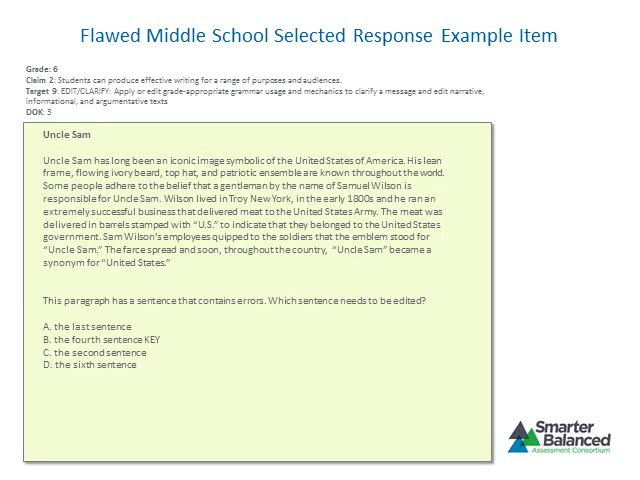 Flawed Middle School Selected Response Example Item
Grade: 6
Claim 2: Students can produce effective writing for a range of purposes and audiences.
Target 9. EDIT/CLARIFY: Apply or edit grade-appropriate grammar usage and mechanics to clarify a message and edit narrative,
informational, and argumentative texts
DOK: 3
Uncle Sam
Uncle Sam has long been an iconic image symbolic of the United States of America. His lean
frame, flowing ivory beard, top hat, and patriotic ensemble are known throughout the world.
Some people adhere to the belief that a gentleman by the name of Samuel Wilson is
responsible for Uncle Sam. Wilson lived in Troy New York, in the early 1800s and he ran an
extremely successful business that delivered meat to the United States Army. The meat was
delivered in barrels stamped with “U.S.” to indicate that they belonged to the United States
government. Sam Wilson’s employees quipped to the soldiers that the emblem stood for
“Uncle Sam.” The farce spread and soon, throughout the country, “Uncle Sam” became a
synonym for “United States.”
This paragraph has a sentence that contains errors. Which sentence needs to be edited?
A. the last sentence
B. the fourth sentence KEY
C. the second sentence
D. the sixth sentence
Smarter
Balanced
Assessment Consortium